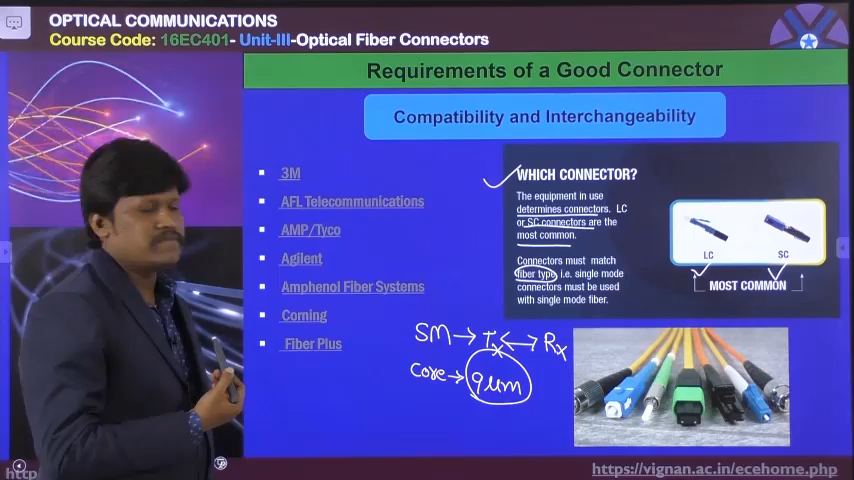 OPTICAL COMMUNICATIONS
Course Code: 16EC401- Unit-III-Optical Fiber Connectors
Requirements of a Good Connector
Compatibility and Interchangeability
3M
AFL Telecommunications
AMP/Tyco
Agilent
Amphenol Fiber Systems
Corning
Fiber Plus
WHICH CONNECTOR?
The equipment in use
determines connectors. LC
or SC connectors are the
most common.
Connectors must match
fiber type i.e. single mode
connectors must be used
with single mode fiber.
LC SC
MOST COMMON
SM → Tx ↔ Rx
Core → 9 μm
http
https://vignan.ac.in/ecehome.php